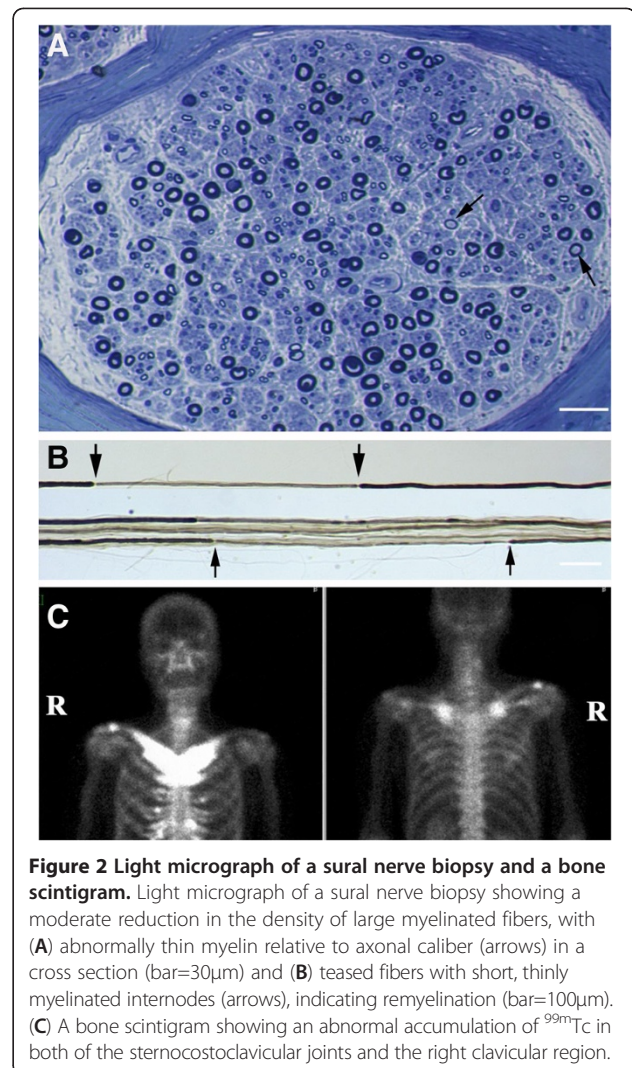 A
B
C
R
R
Figure 2 Light micrograph of a sural nerve biopsy and a bone
scintigram. Light micrograph of a sural nerve biopsy showing a
moderate reduction in the density of large myelinated fibers, with
(A) abnormally thin myelin relative to axonal caliber (arrows) in a
cross section (bar=30μm) and (B) teased fibers with short, thinly
myelinated internodes (arrows), indicating remyelination (bar=100μm).
(C) A bone scintigram showing an abnormal accumulation of ⁹⁹ᵐTc in
both of the sternocostoclavicular joints and the right clavicular region.